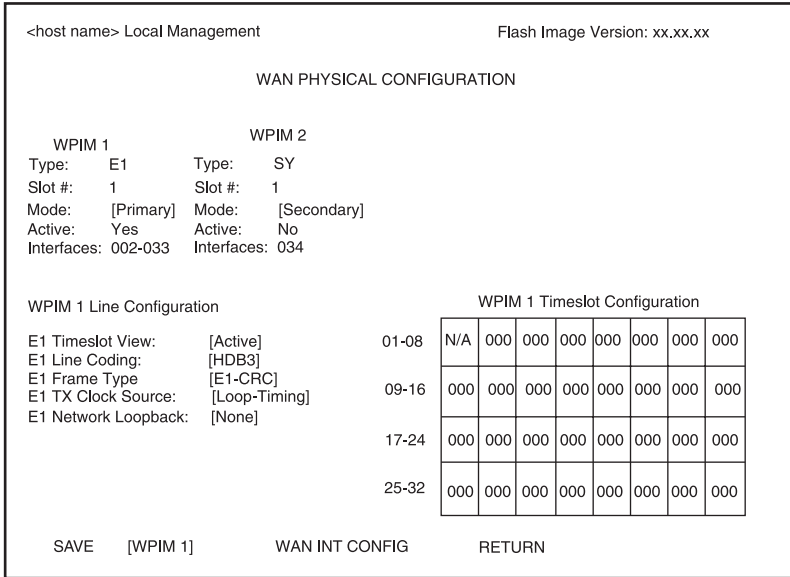 <host name> Local Management Flash Image Version: xx.xx.xx
WAN PHYSICAL CONFIGURATION
WPIM 1 WPIM 2
Type: E1 Type: SY
Slot #: 1 Slot #: 1
Mode: [Primary] Mode: [Secondary]
Active: Yes Active: No
Interfaces: 002-033 Interfaces: 034
WPIM 1 Line Configuration WPIM 1 Timeslot Configuration
E1 Timeslot View: [Active]
E1 Line Coding: [HDB3]
E1 Frame Type [E1-CRC]
E1 TX Clock Source: [Loop-Timing]
E1 Network Loopback: [None]
01-08 N/A 000 000 000 000 000 000 000
09-16 000 000 000 000 000 000 000 000
17-24 000 000 000 000 000 000 000 000
25-32 000 000 000 000 000 000 000 000
SAVE [WPIM 1] WAN INT CONFIG RETURN